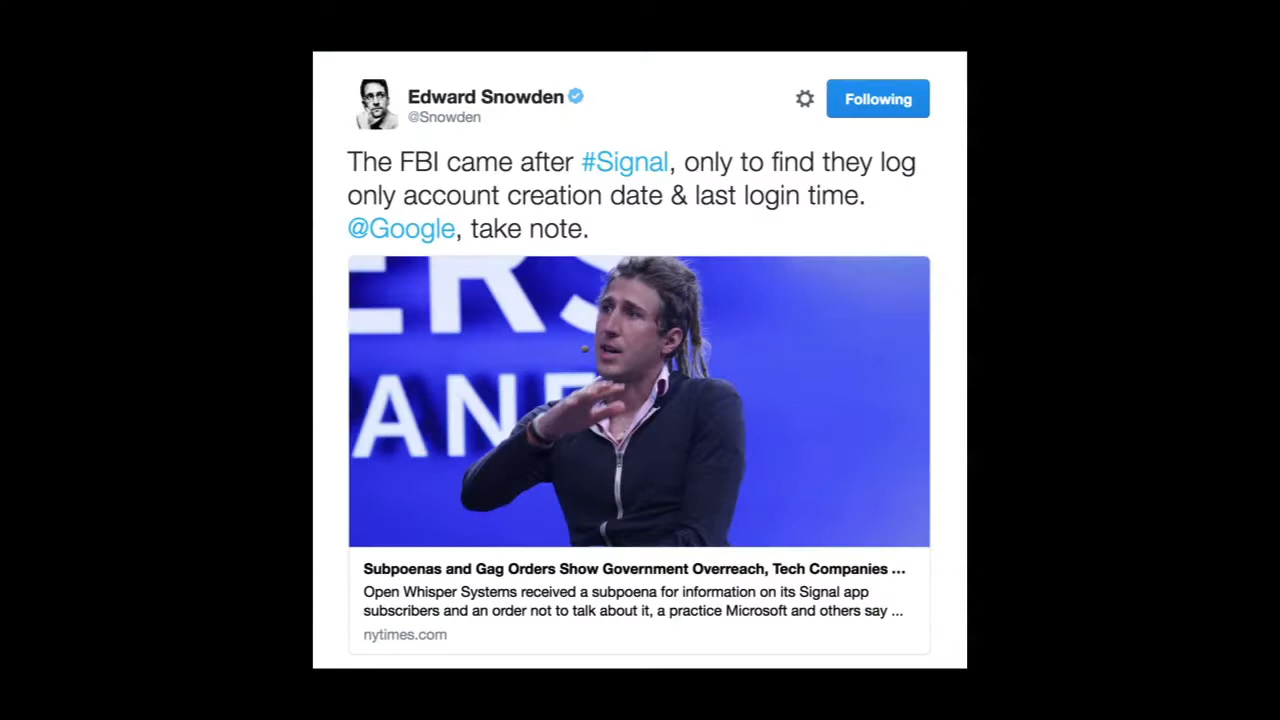 Edward Snowden
@Snowden
Following
The FBI came after #Signal, only to find they log
only account creation date & last login time.
@Google, take note.
ERS
ANE
Subpoenas and Gag Orders Show Government Overreach, Tech Companies ...
Open Whisper Systems received a subpoena for information on its Signal app
subscribers and an order not to talk about it, a practice Microsoft and others say ...
nytimes.com